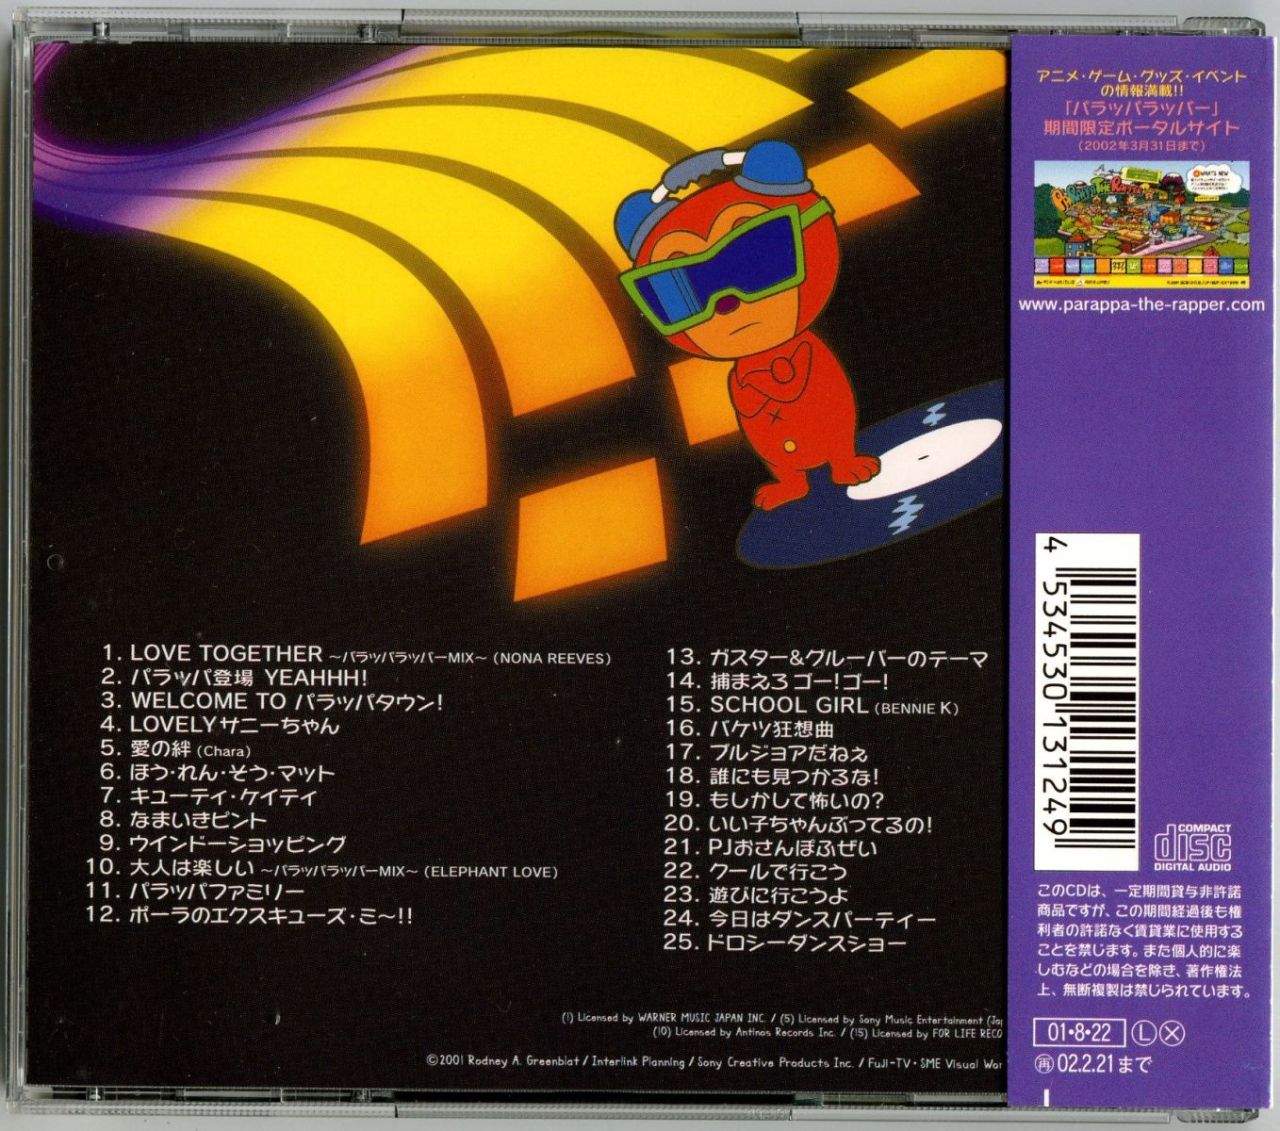 1. LOVE TOGETHER ～パラッパラッパーMIX～ (NONA REEVES)
2. パラッパ登場 YEAHHH!
3. WELCOME TO パラッパタウン!
4. LOVELYサニーちゃん
5. 愛の絆 (Chara)
6. ほう・れん・そう・マット
7. キューティ・ケイティ
8. なまいきピント
9. ウインドーショッピング
10. 大人は楽しい ～パラッパラッパーMIX～ (ELEPHANT LOVE)
11. パラッパファミリー
12. ポーラのエクスキューズ・ミ～!!
13. ガスター&グルーバーのテーマ
14. 捕まえろ ゴー!ゴー!
15. SCHOOL GIRL (BENNIE K)
16. バケツ狂想曲
17. ブルジョアだねぇ
18. 誰にも見つかるな!
19. もしかして怖いの?
20. いい子ちゃんぶってるの!
21. PJおさんぽふぜい
22. クールで行こう
23. 遊びに行こうよ
24. 今日はダンスパーティー
25. ドロシーダンスショー
(1) Licensed by WARNER MUSIC JAPAN INC. / (5) Licensed by Sony Music Entertainment (Jap
(10) Licensed by Antinos Records Inc. / (15) Licensed by FOR LIFE RECO
©2001 Rodney A. Greenblat / Interlink Planning / Sony Creative Products Inc. / Fuji-TV・SME Visual Wor
アニメ・ゲーム・グッズ・イベント
の情報満載!!
「パラッパラッパー」
期間限定ポータルサイト
(2002年3月31日まで)
PARAPPA THE RAPPER
WHAT'S NEW
www.parappa-the-rapper.com
4 534530 131249
COMPACT
disc
DIGITAL AUDIO
このCDは、一定期間貸与非許諾
商品ですが、この期間経過後も権
利者の許諾なく賃貸業に使用する
ことを禁じます。また個人的に楽
しむなどの場合を除き、著作権法
上、無断複製は禁じられています。
01・8・22 Ⓛ Ⓧ
㊢02.2.21まで